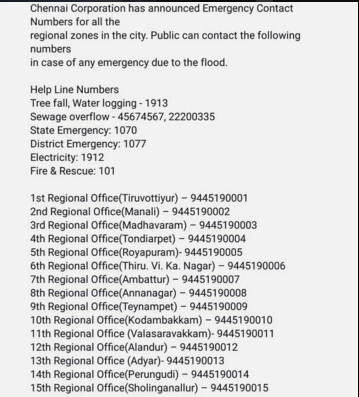 Chennai Corporation has announced Emergency Contact
Numbers for all the
regional zones in the city. Public can contact the following
numbers
in case of any emergency due to the flood.
Help Line Numbers
Tree fall, Water logging - 1913
Sewage overflow - 45674567, 22200335
State Emergency: 1070
District Emergency: 1077
Electricity: 1912
Fire & Rescue: 101
1st Regional Office(Tiruvottiyur) – 9445190001
2nd Regional Office(Manali) – 9445190002
3rd Regional Office(Madhavaram) – 9445190003
4th Regional Office(Tondiarpet) – 9445190004
5th Regional Office(Royapuram)- 9445190005
6th Regional Office(Thiru. Vi. Ka. Nagar) – 9445190006
7th Regional Office(Ambattur) – 9445190007
8th Regional Office(Annanagar) – 9445190008
9th Regional Office(Teynampet) – 9445190009
10th Regional Office(Kodambakkam) – 9445190010
11th Regional Office (Valasaravakkam)- 9445190011
12th Regional Office(Alandur) – 9445190012
13th Regional Office (Adyar)- 9445190013
14th Regional Office(Perungudi) – 9445190014
15th Regional Office(Sholinganallur) – 9445190015